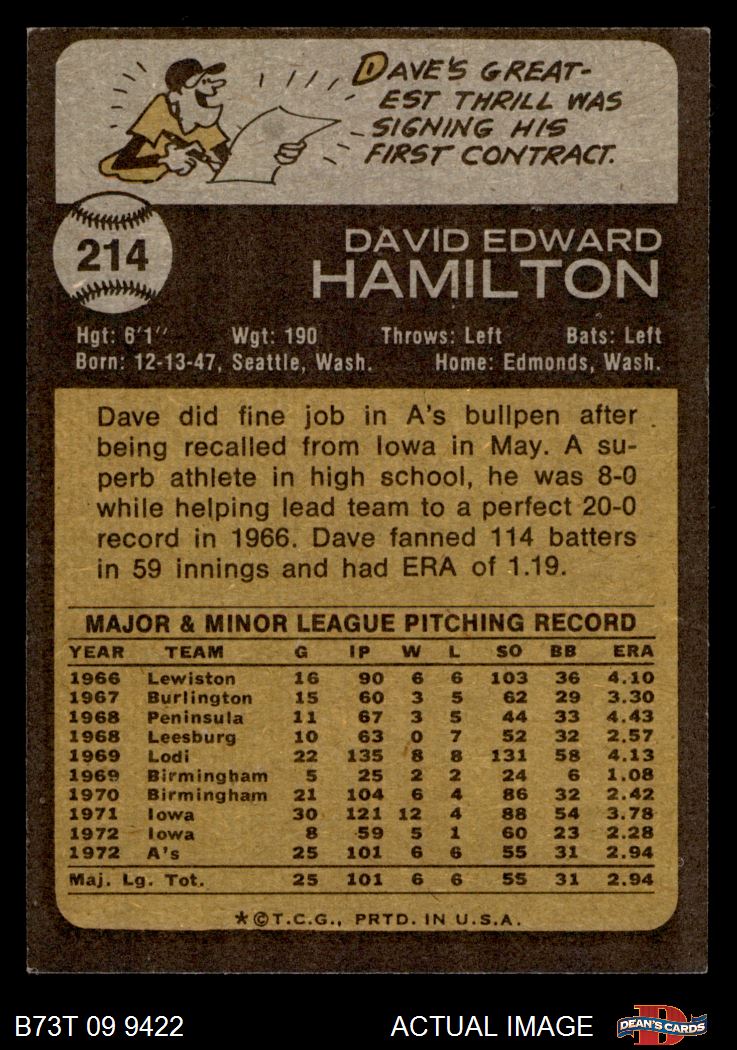 DAVE'S GREAT-
EST THRILL WAS
SIGNING HIS
FIRST CONTRACT.
214
DAVID EDWARD
HAMILTON
Hgt: 6'1" Wgt: 190 Throws: Left Bats: Left
Born: 12-13-47, Seattle, Wash. Home: Edmonds, Wash.
Dave did fine job in A's bullpen after
being recalled from Iowa in May. A su-
perb athlete in high school, he was 8-0
while helping lead team to a perfect 20-0
record in 1966. Dave fanned 114 batters
in 59 innings and had ERA of 1.19.
MAJOR & MINOR LEAGUE PITCHING RECORD
YEAR TEAM G IP W L SO BB ERA
1966 Lewiston 16 90 6 6 103 36 4.10
1967 Burlington 15 60 3 5 62 29 3.30
1968 Peninsula 11 67 3 5 44 33 4.43
1968 Leesburg 10 63 0 7 52 32 2.57
1969 Lodi 22 135 8 8 131 58 4.13
1969 Birmingham 5 25 2 2 24 6 1.08
1970 Birmingham 21 104 6 4 86 32 2.42
1971 Iowa 30 121 12 4 88 54 3.78
1972 Iowa 8 59 5 1 60 23 2.28
1972 A's 25 101 6 6 55 31 2.94
Maj. Lg. Tot. 25 101 6 6 55 31 2.94
*©T.C.G., PRTD. IN U.S.A.
B73T 09 9422 ACTUAL IMAGE DEAN'S CARDS